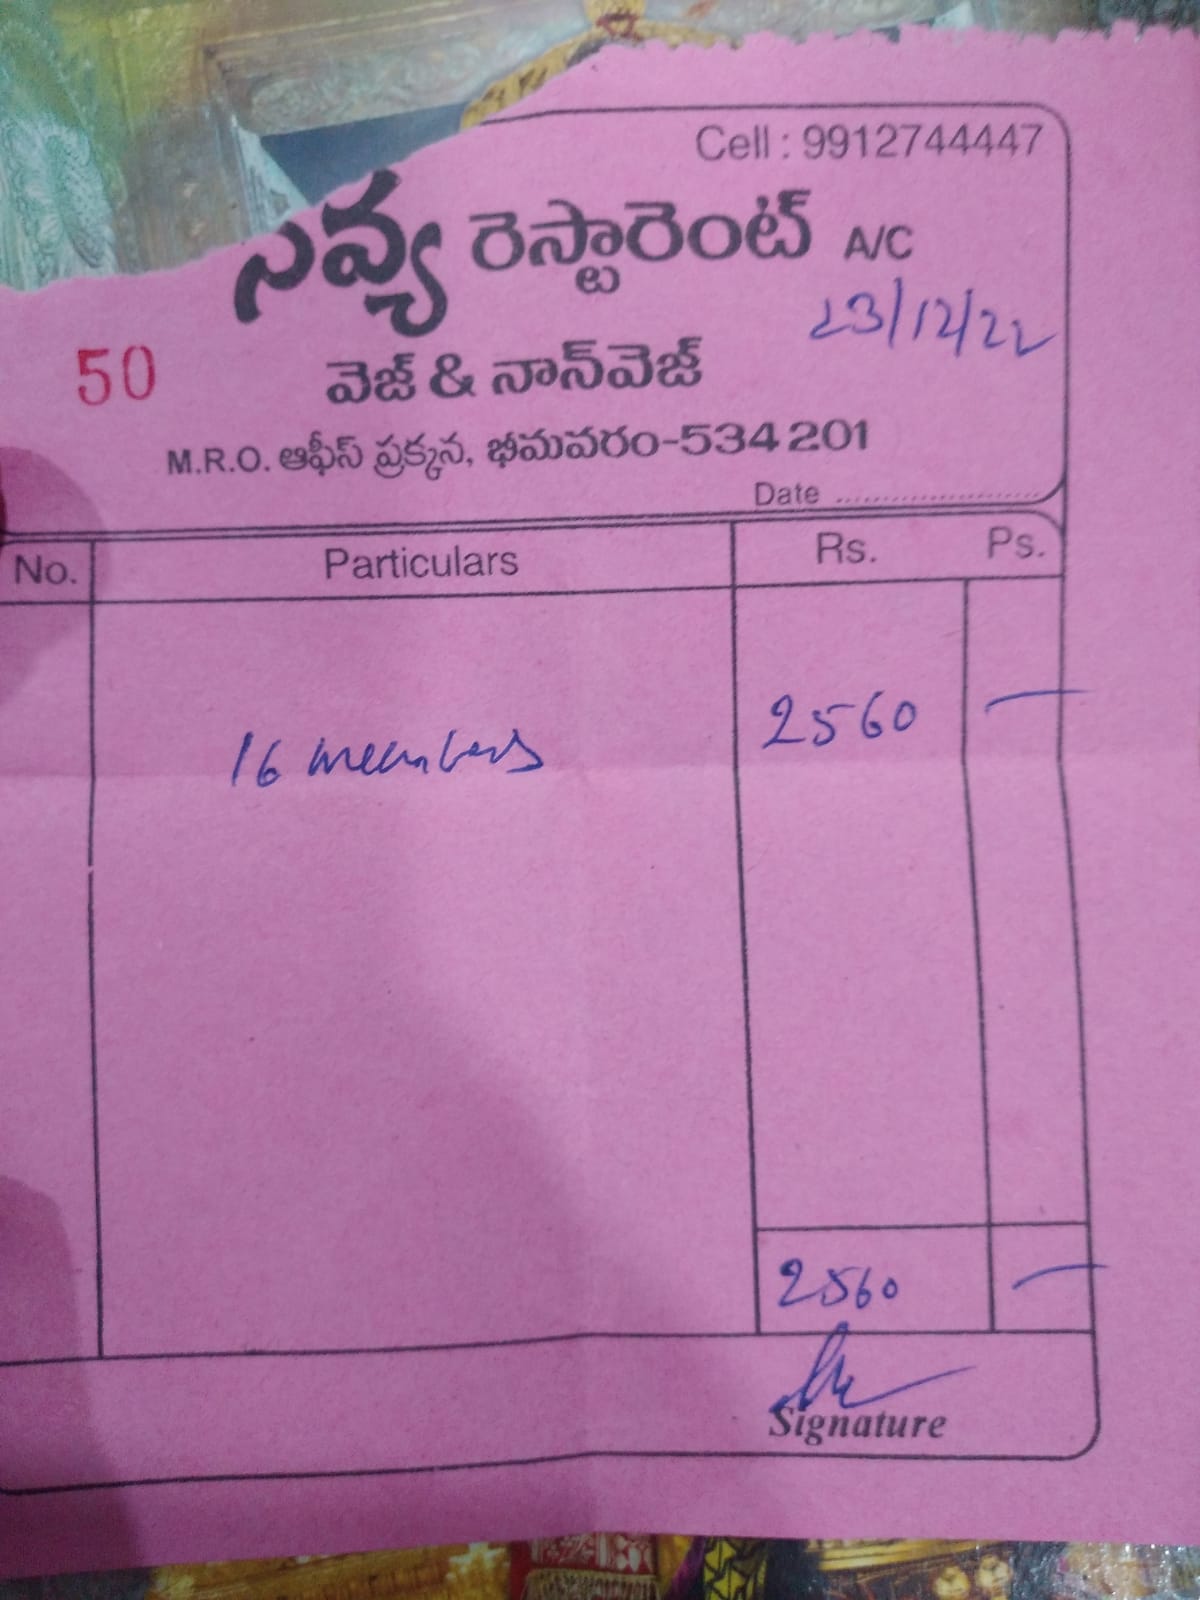 Cell : 9912744447
నవ్య రెస్టారెంట్ A/C
23/12/22
50
వెజ్ & నాన్‌వెజ్
M.R.O. ఆఫీస్ ప్రక్కన, భీమవరం-534 201
Date ........................
No. Particulars Rs. Ps.
16 members 2560 —
2560 —
Signature